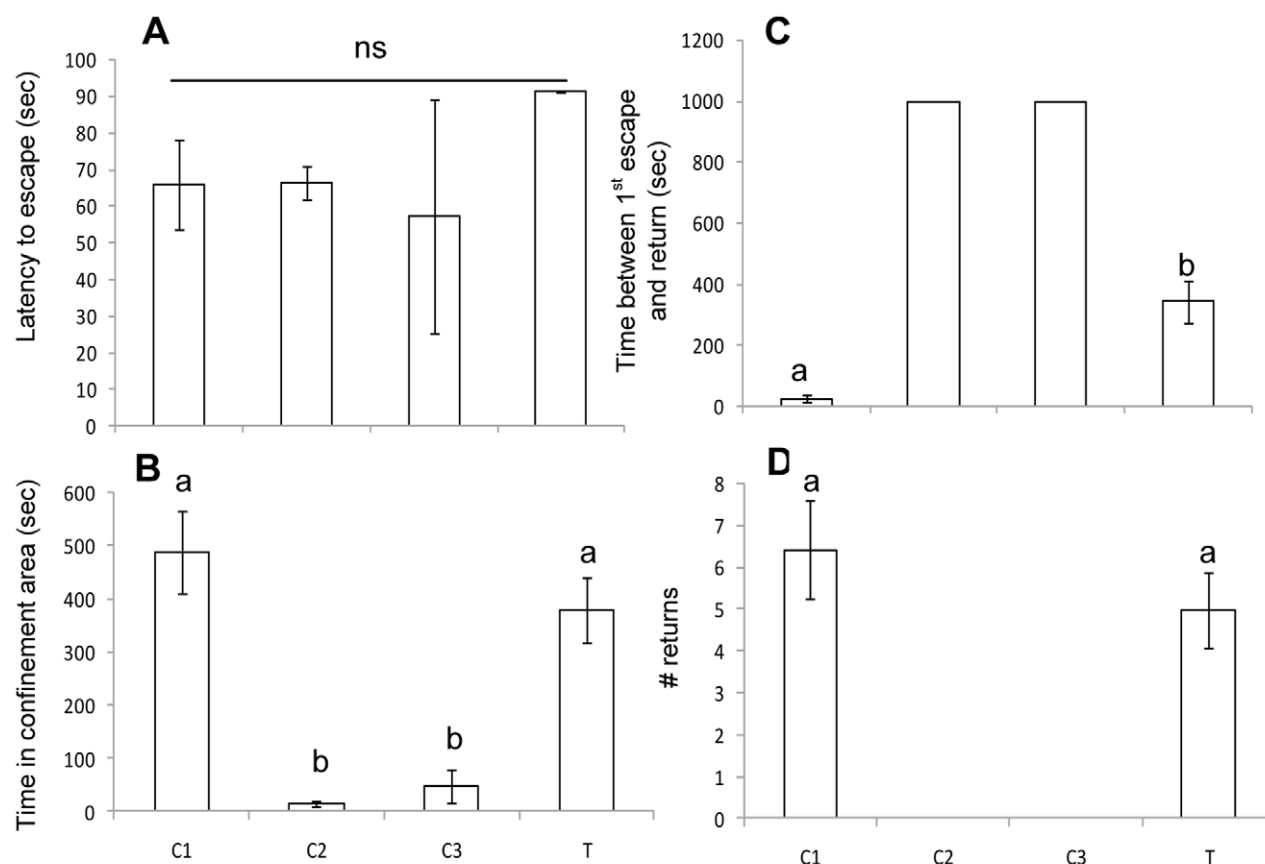 A
ns
Latency to escape (sec)
100
90
80
70
60
50
40
30
20
10
0
C
Time between 1st escape
and return (sec)
1200
1000
800
600
400
200
0
a
b
B
Time in confinement area (sec)
600
500
400
300
200
100
0
a
b
b
a
C1 C2 C3 T
D
# returns
8
7
6
5
4
3
2
1
0
a
a
C1 C2 C3 T